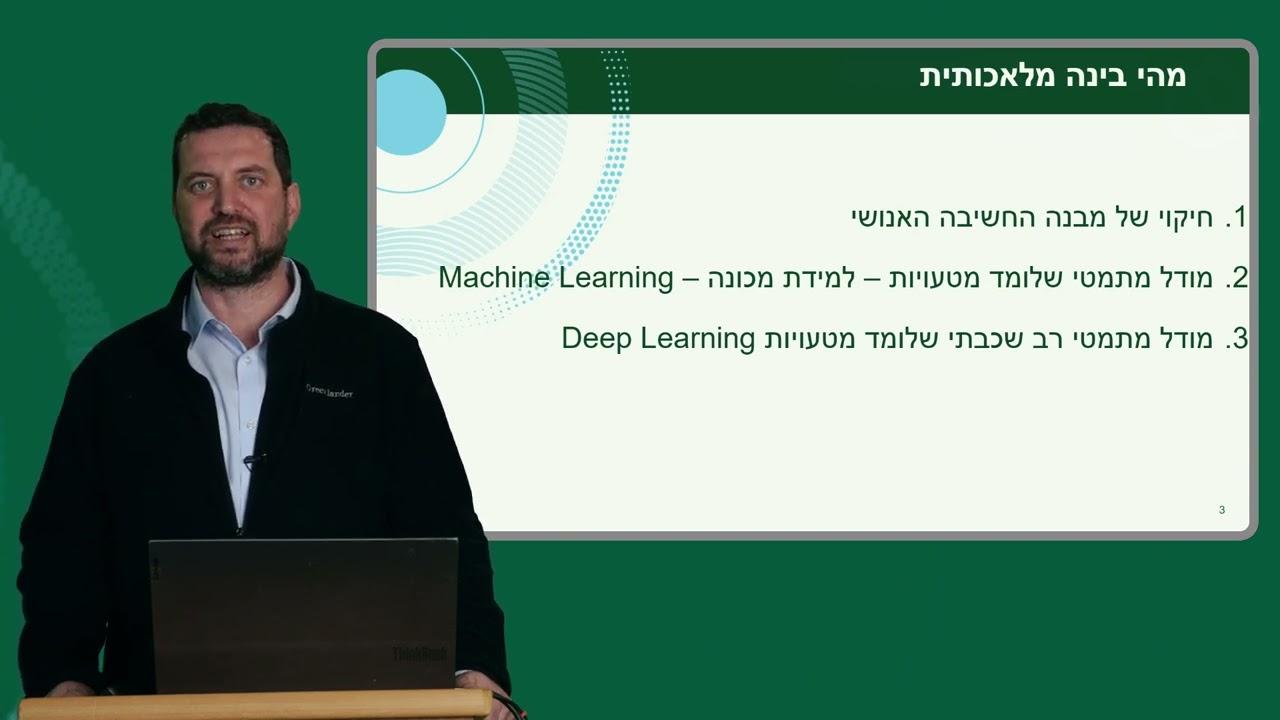 מהי בינה מלאכותית
1. חיקוי של מבנה החשיבה האנושי
2. מודל מתמטי שלומד מטעויות – למידת מכונה – Machine Learning
3. מודל מתמטי רב שכבתי שלומד מטעויות Deep Learning
3
Greenlander
ThinkBook